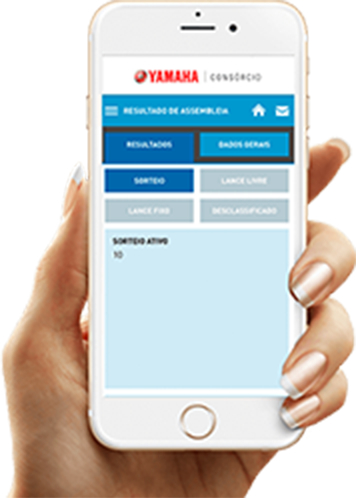 YAMAHA | CONSÓRCIO
RESULTADO DE ASSEMBLEIA
RESULTADOS DADOS GERAIS
SORTEIO LANCE LIVRE
LANCE FIXO DESCLASSIFICADO
SORTEIO ATIVO
10